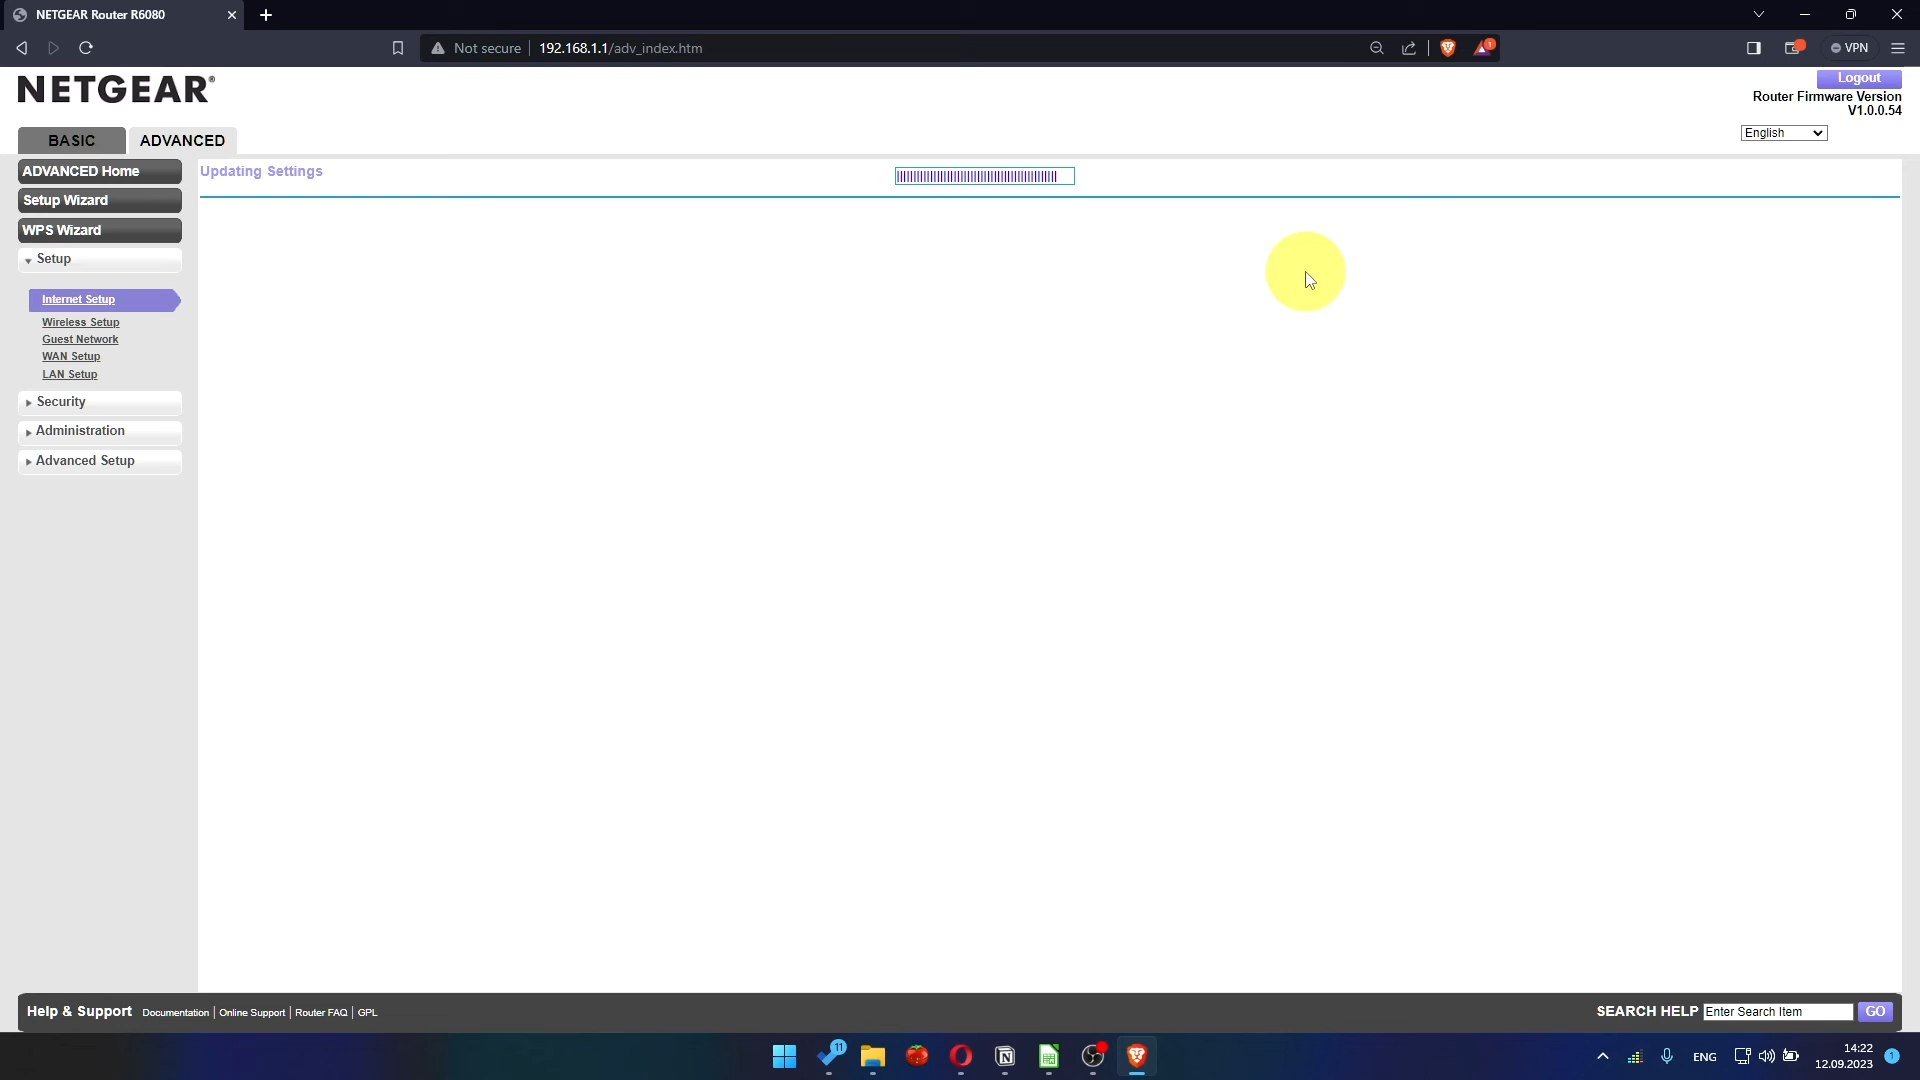 NETGEAR Router R6080
Not secure 192.168.1.1/adv_index.htm
1
VPN
NETGEAR®
Logout
Router Firmware Version
V1.0.0.54
English
BASIC
ADVANCED
ADVANCED Home
Setup Wizard
WPS Wizard
Setup
Internet Setup
Wireless Setup
Guest Network
WAN Setup
LAN Setup
Security
Administration
Advanced Setup
Updating Settings
Help & Support Documentation | Online Support | Router FAQ | GPL
SEARCH HELP Enter Search Item GO
11
ENG
14:22
12.09.2023
1